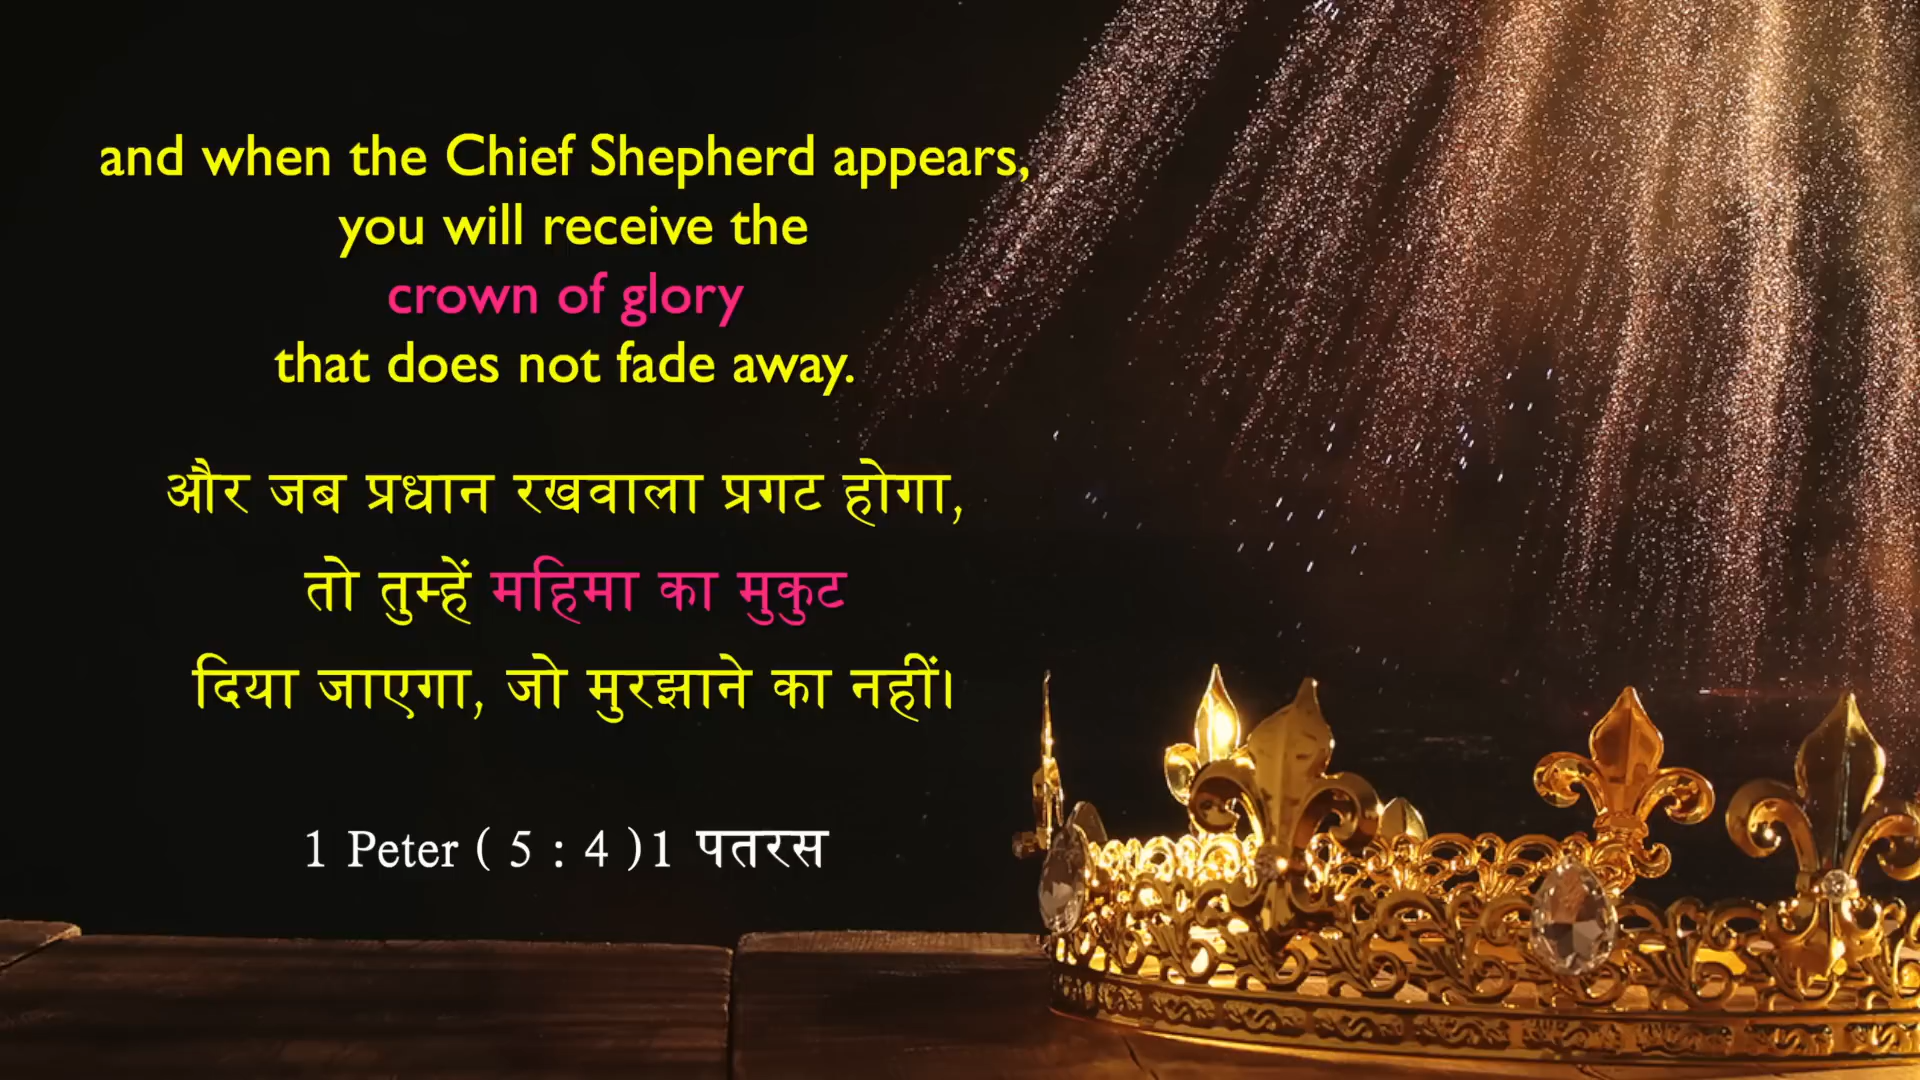 and when the Chief Shepherd appears,
you will receive the
crown of glory
that does not fade away.
और जब प्रधान रखवाला प्रगट होगा,
तो तुम्हें महिमा का मुकुट
दिया जाएगा, जो मुरझाने का नहीं।
1 Peter ( 5 : 4 ) 1 पतरस